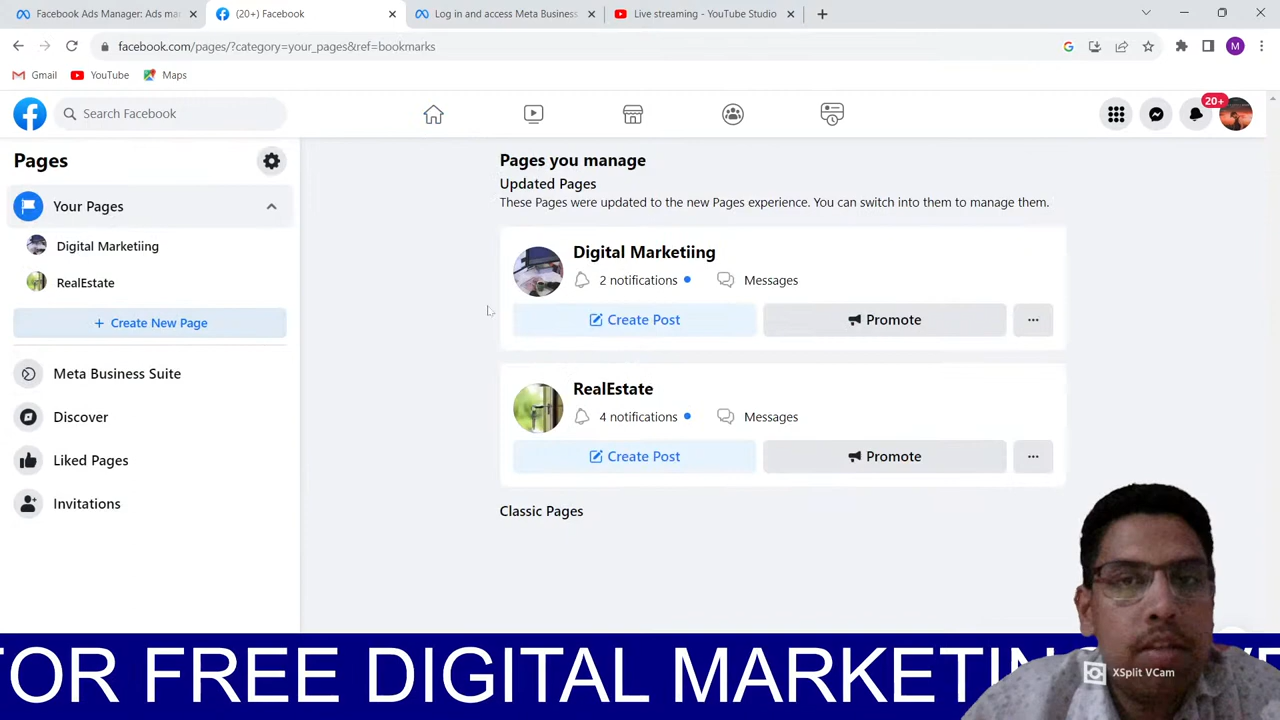 Facebook Ads Manager: Ads ma
(20+) Facebook
Log in and access Meta Business
Live streaming - YouTube Studio
facebook.com/pages/?category=your_pages&ref=bookmarks
M
Gmail
YouTube
Maps
Search Facebook
20+
Pages
Your Pages
Digital Marketiing
RealEstate
+ Create New Page
Meta Business Suite
Discover
Liked Pages
Invitations
Pages you manage
Updated Pages
These Pages were updated to the new Pages experience. You can switch into them to manage them.
Digital Marketiing
2 notifications
Messages
Create Post
Promote
RealEstate
4 notifications
Messages
Create Post
Promote
Classic Pages
FOR FREE DIGITAL MARKETIN
XSplit VCam